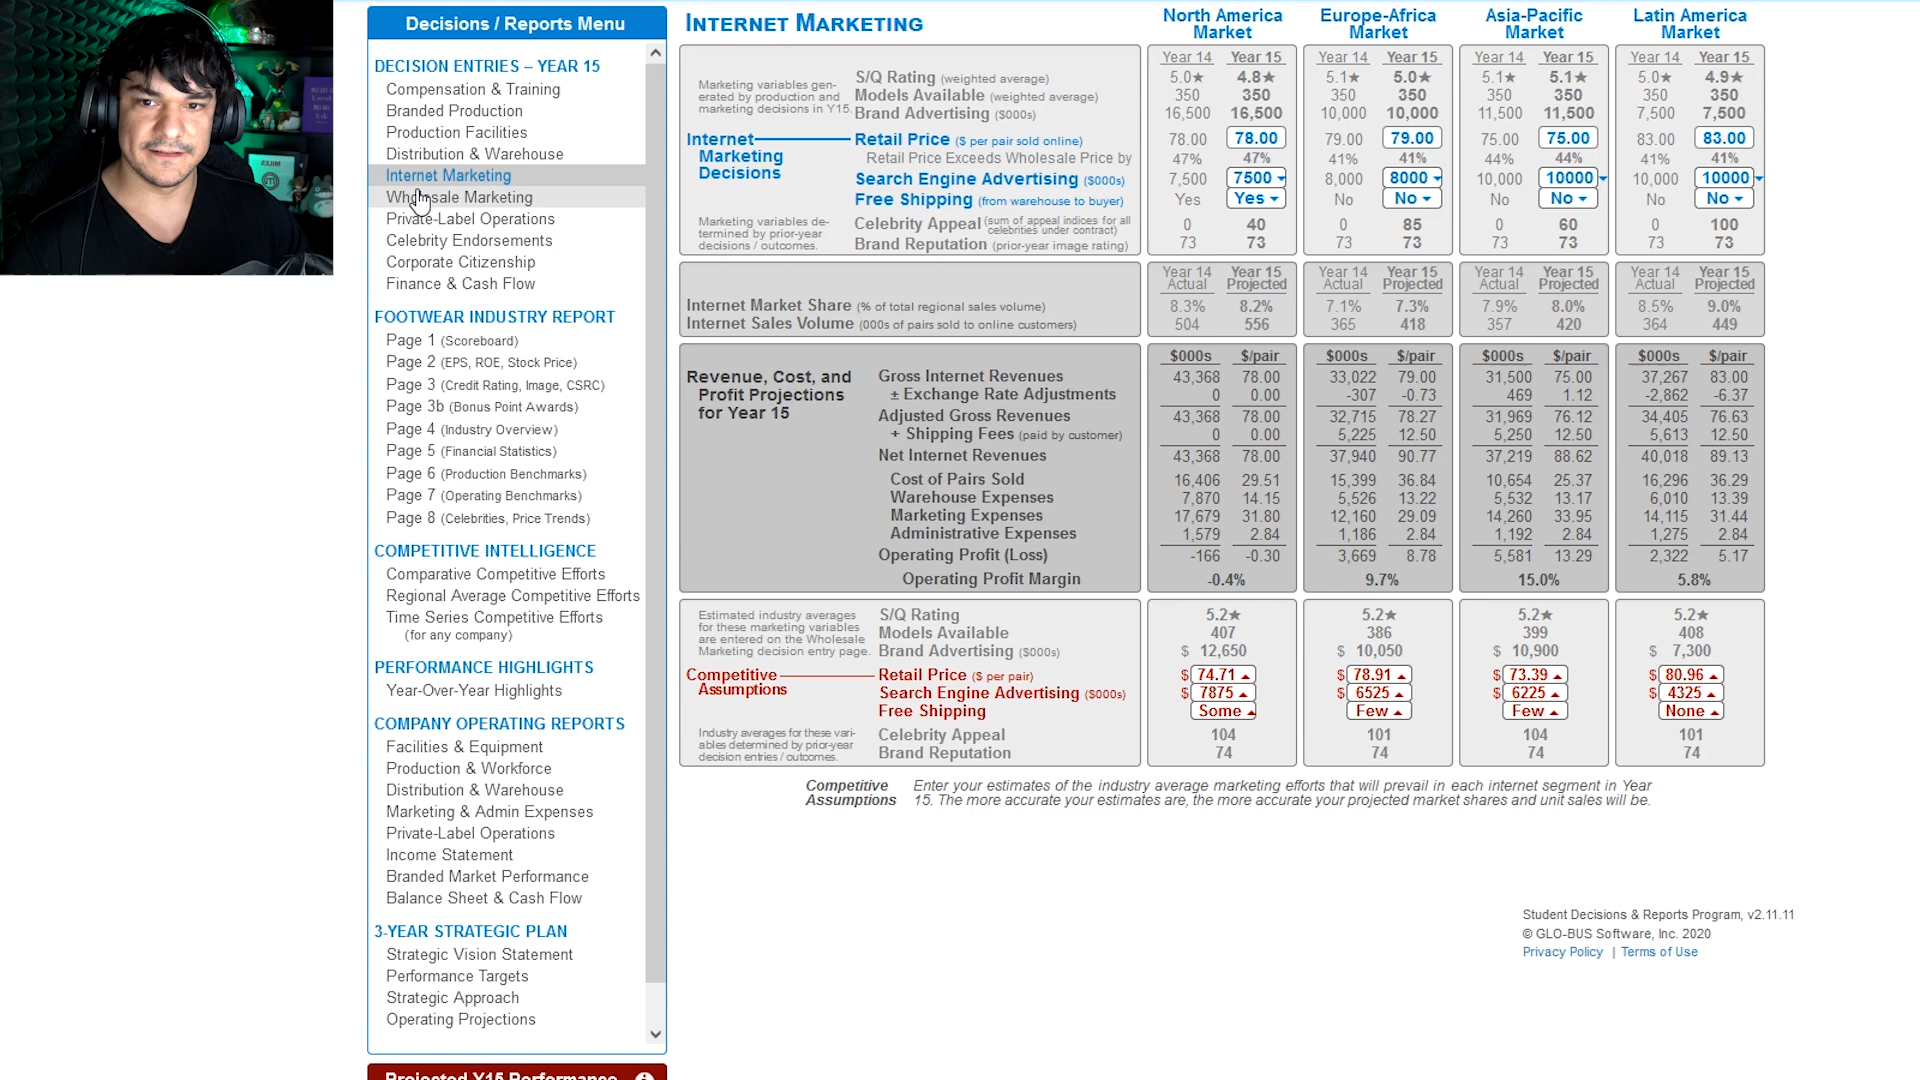 Decisions / Reports Menu
DECISION ENTRIES – YEAR 15
Compensation & Training
Branded Production
Production Facilities
Distribution & Warehouse
Internet Marketing
Wholesale Marketing
Private-Label Operations
Celebrity Endorsements
Corporate Citizenship
Finance & Cash Flow
FOOTWEAR INDUSTRY REPORT
Page 1 (Scoreboard)
Page 2 (EPS, ROE, Stock Price)
Page 3 (Credit Rating, Image, CSRC)
Page 3b (Bonus Point Awards)
Page 4 (Industry Overview)
Page 5 (Financial Statistics)
Page 6 (Production Benchmarks)
Page 7 (Operating Benchmarks)
Page 8 (Celebrities, Price Trends)
COMPETITIVE INTELLIGENCE
Comparative Competitive Efforts
Regional Average Competitive Efforts
Time Series Competitive Efforts
(for any company)
PERFORMANCE HIGHLIGHTS
Year-Over-Year Highlights
COMPANY OPERATING REPORTS
Facilities & Equipment
Production & Workforce
Distribution & Warehouse
Marketing & Admin Expenses
Private-Label Operations
Income Statement
Branded Market Performance
Balance Sheet & Cash Flow
3-YEAR STRATEGIC PLAN
Strategic Vision Statement
Performance Targets
Strategic Approach
Operating Projections
Projected Y15 Performance
INTERNET MARKETING
North America Market Europe-Africa Market Asia-Pacific Market Latin America Market
Year 14 Year 15 Year 14 Year 15 Year 14 Year 15 Year 14 Year 15
Marketing variables generated by production and marketing decisions in Y15.
S/Q Rating (weighted average) 5.0★ 4.8★ 5.1★ 5.0★ 5.1★ 5.1★ 5.0★ 4.9★
Models Available (weighted average) 350 350 350 350 350 350 350 350
Brand Advertising ($000s) 16,500 16,500 10,000 10,000 11,500 11,500 7,500 7,500
Internet Marketing Decisions
Retail Price ($ per pair sold online) 78.00 78.00 79.00 79.00 75.00 75.00 83.00 83.00
Retail Price Exceeds Wholesale Price by 47% 47% 41% 41% 44% 44% 41% 41%
Search Engine Advertising ($000s) 7,500 7500 8,000 8000 10,000 10000 10,000 10000
Free Shipping (from warehouse to buyer) Yes Yes No No No No No No
Marketing variables determined by prior-year decisions / outcomes.
Celebrity Appeal (sum of appeal indices for all celebrities under contract) 0 40 0 85 0 60 0 100
Brand Reputation (prior-year image rating) 73 73 73 73 73 73 73 73
Year 14 Actual Year 15 Projected Year 14 Actual Year 15 Projected Year 14 Actual Year 15 Projected Year 14 Actual Year 15 Projected
Internet Market Share (% of total regional sales volume) 8.3% 8.2% 7.1% 7.3% 7.9% 8.0% 8.5% 9.0%
Internet Sales Volume (000s of pairs sold to online customers) 504 556 365 418 357 420 364 449
Revenue, Cost, and Profit Projections for Year 15
$000s $/pair $000s $/pair $000s $/pair $000s $/pair
Gross Internet Revenues 43,368 78.00 33,022 79.00 31,500 75.00 37,267 83.00
± Exchange Rate Adjustments 0 0.00 -307 -0.73 469 1.12 -2,862 -6.37
Adjusted Gross Revenues 43,368 78.00 32,715 78.27 31,969 76.12 34,405 76.63
+ Shipping Fees (paid by customer) 0 0.00 5,225 12.50 5,250 12.50 5,613 12.50
Net Internet Revenues 43,368 78.00 37,940 90.77 37,219 88.62 40,018 89.13
Cost of Pairs Sold 16,406 29.51 15,399 36.84 10,654 25.37 16,296 36.29
Warehouse Expenses 7,870 14.15 5,526 13.22 5,532 13.17 6,010 13.39
Marketing Expenses 17,679 31.80 12,160 29.09 14,260 33.95 14,115 31.44
Administrative Expenses 1,579 2.84 1,186 2.84 1,192 2.84 1,275 2.84
Operating Profit (Loss) -166 -0.30 3,669 8.78 5,581 13.29 2,322 5.17
Operating Profit Margin -0.4% 9.7% 15.0% 5.8%
Estimated industry averages for these marketing variables are entered on the Wholesale Marketing decision entry page.
S/Q Rating 5.2★ 5.2★ 5.2★ 5.2★
Models Available 407 386 399 408
Brand Advertising ($000s) $ 12,650 $ 10,050 $ 10,900 $ 7,300
Competitive Assumptions
Retail Price ($ per pair) $ 74.71 $ 78.91 $ 73.39 $ 80.96
Search Engine Advertising ($000s) $ 7875 $ 6525 $ 6225 $ 4325
Free Shipping Some Few Few None
Industry averages for these variables determined by prior-year decision entries / outcomes.
Celebrity Appeal 104 101 104 101
Brand Reputation 74 74 74 74
Competitive Assumptions
Enter your estimates of the industry average marketing efforts that will prevail in each internet segment in Year
15. The more accurate your estimates are, the more accurate your projected market shares and unit sales will be.
Student Decisions & Reports Program, v2.11.11
© GLO-BUS Software, Inc. 2020
Privacy Policy | Terms of Use
MILES